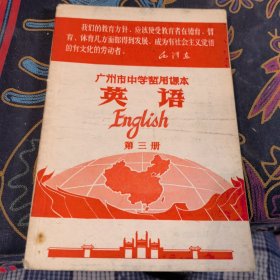 我们的教育方针，应该使受教育者在德育、智
育、体育几方面都得到发展，成为有社会主义觉悟
的有文化的劳动者。
毛泽东
广州市中学暂用课本
英语
English
第三册